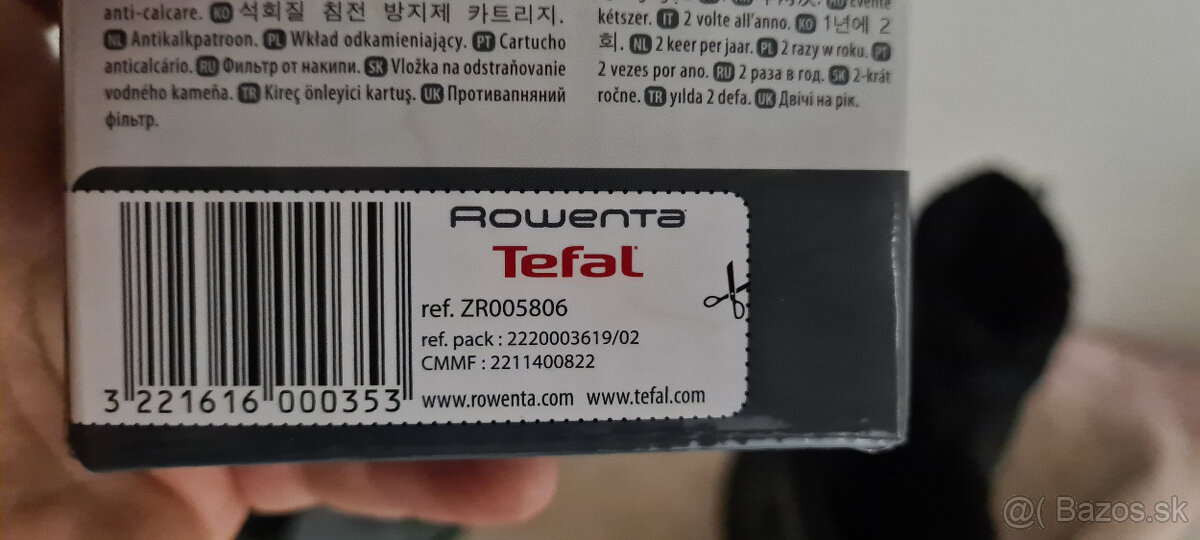 anti-calcare. KO 석회질 침전 방지제 카트리지.
NL Antikalkpatroon. PL Wkład odkamieniający. PT Cartucho
anticalcário. RU Фильтр от накипи. SK Vložka na odstraňovanie
vodného kameňa. TR Kireç önleyici kartuş. UK Противапняний
фільтр.
Évente
kétszer. IT 2 volte all'anno. KO 1년에 2
회. NL 2 keer per jaar. PL 2 razy w roku. PT
2 vezes por ano. RU 2 раза в год. SK 2-krát
ročne. TR yılda 2 defa. UK Двічі на рік.
Rowenta
Tefal
ref. ZR005806
ref. pack : 2220003619/02
CMMF : 2211400822
www.rowenta.com www.tefal.com
3 221616 000353
@( Bazos.sk